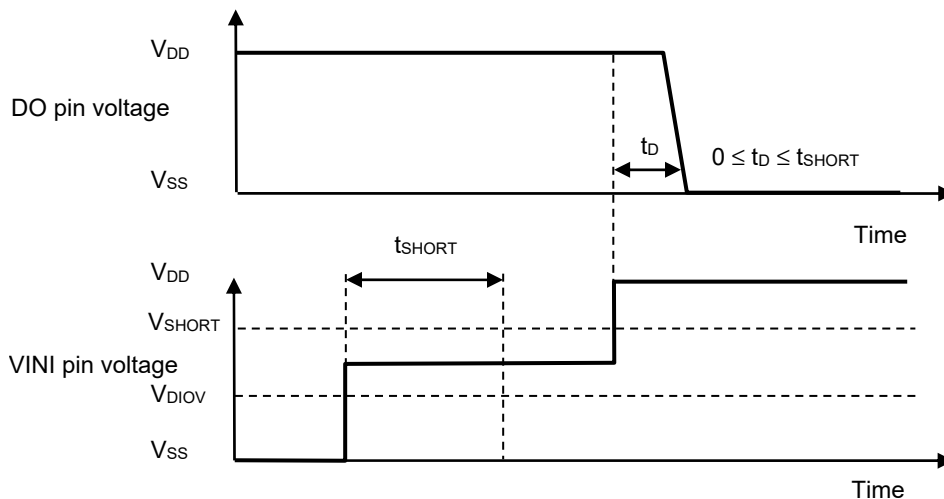 VDD
DO pin voltage
tD
0 ≤ tD ≤ tSHORT
VSS
Time
tSHORT
VDD
VSHORT
VINI pin voltage
VDIOV
VSS
Time